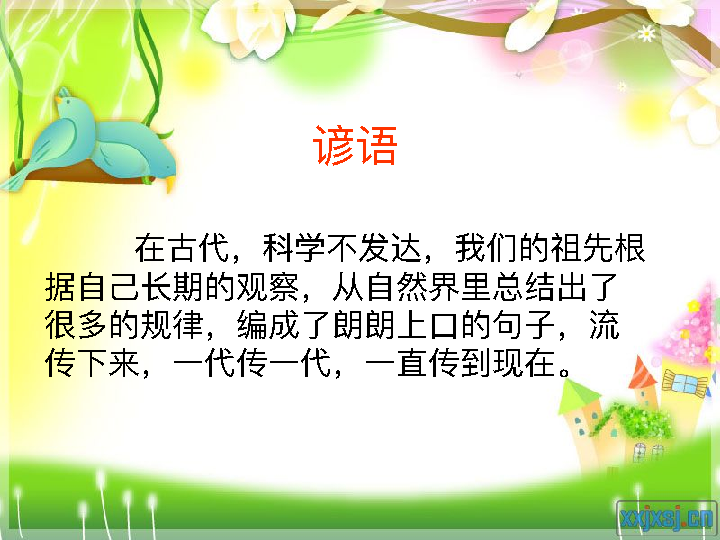 谚语
在古代，科学不发达，我们的祖先根
据自己长期的观察，从自然界里总结出了
很多的规律，编成了朗朗上口的句子，流
传下来，一代传一代，一直传到现在。
xxjxsj.cn